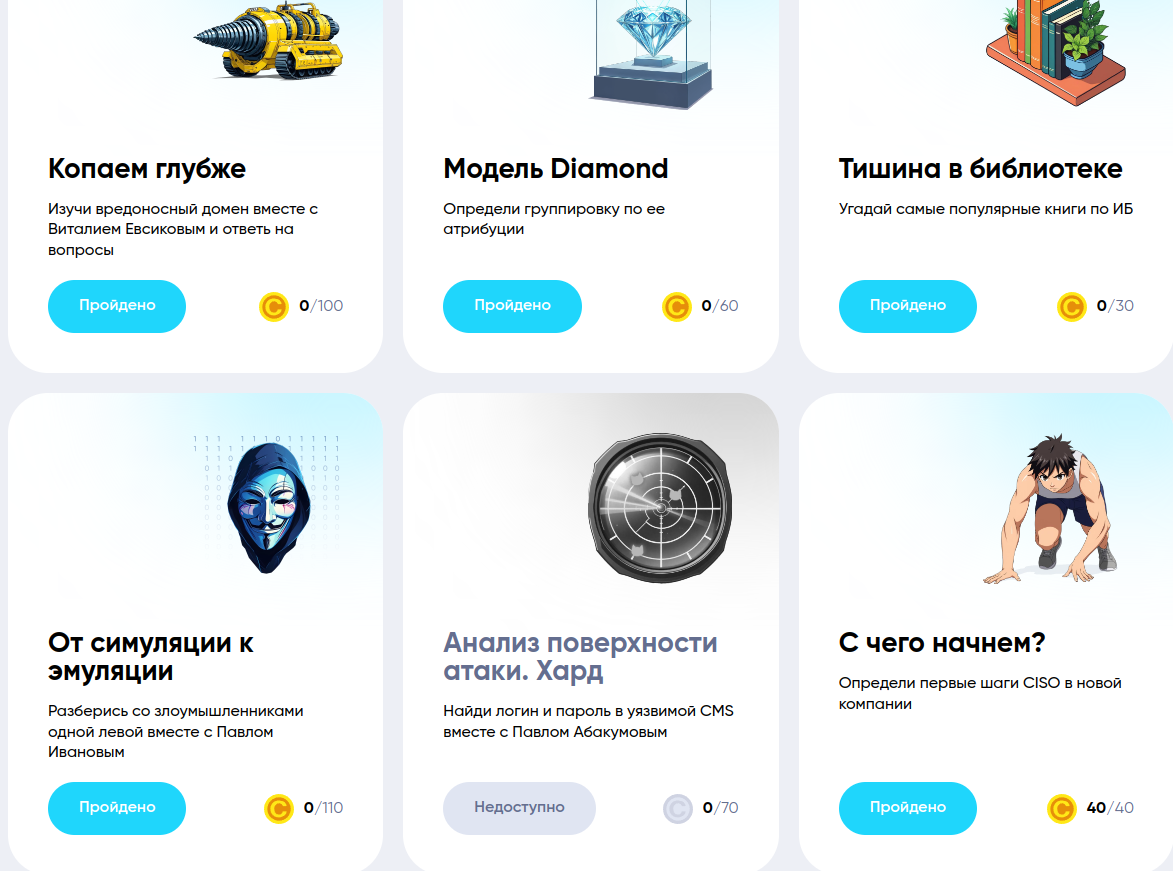 Копаем глубже
Изучи вредоносный домен вместе с
Виталием Евсиковым и ответь на
вопросы
Пройдено
0/100
Модель Diamond
Определи группировку по ее
атрибуции
Пройдено
0/60
Тишина в библиотеке
Угадай самые популярные книги по ИБ
Пройдено
0/30
От симуляции к
эмуляции
Разберись со злоумышленниками
одной левой вместе с Павлом
Ивановым
Пройдено
0/110
Анализ поверхности
атаки. Хард
Найди логин и пароль в уязвимой CMS
вместе с Павлом Абакумовым
Недоступно
0/70
С чего начнем?
Определи первые шаги CISO в новой
компании
Пройдено
40/40